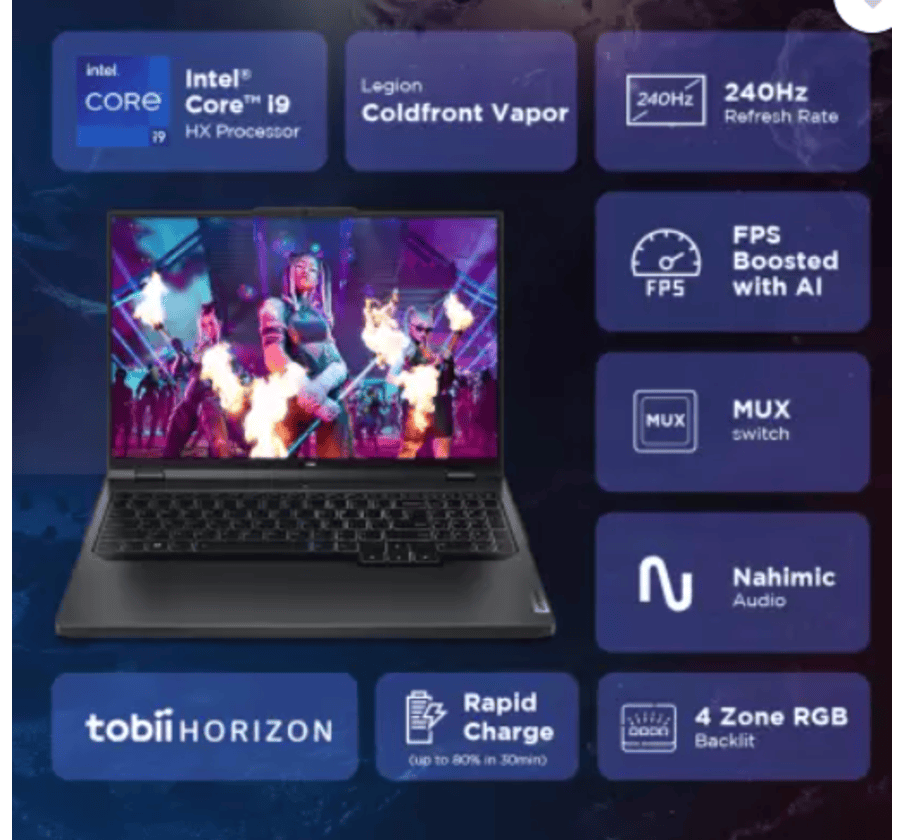 intel.
CORE
i9
Intel®
Core™ i9
HX Processor
Legion
Coldfront Vapor
240Hz
240Hz
Refresh Rate
FPS
FPS
Boosted
with AI
MUX
MUX
switch
Nahimic
Audio
tobii HORIZON
Rapid
Charge
(up to 80% in 30min)
4 Zone RGB
Backlit